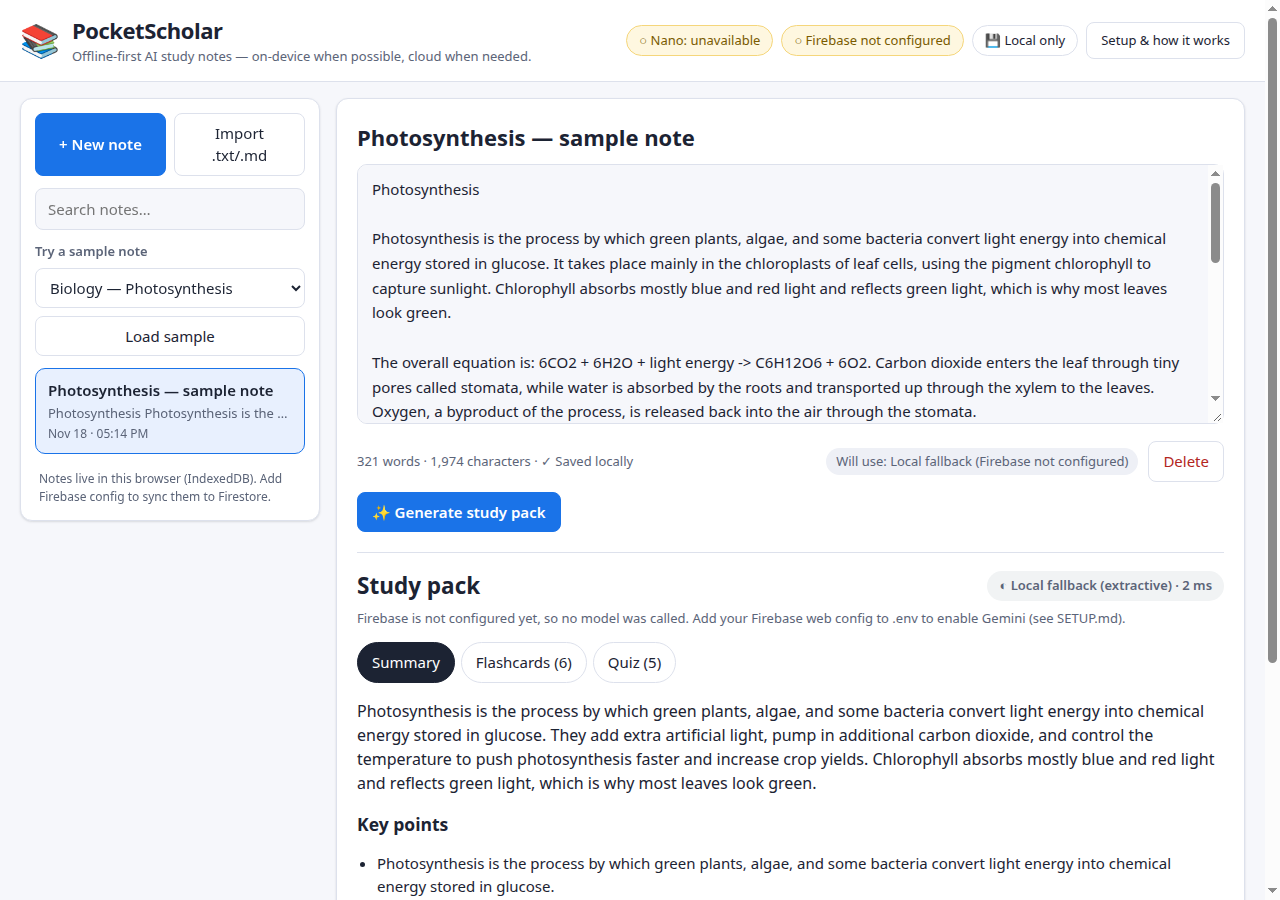 PocketScholar
Offline-first AI study notes — on-device when possible, cloud when needed.
○ Nano: unavailable
○ Firebase not configured
💾 Local only
Setup & how it works
+ New note
Import
.txt/.md
Search notes...
Try a sample note
Biology — Photosynthesis
Load sample
Photosynthesis — sample note
Photosynthesis Photosynthesis is the ...
Nov 18 · 05:14 PM
Notes live in this browser (IndexedDB). Add
Firebase config to sync them to Firestore.
Photosynthesis — sample note
Photosynthesis
Photosynthesis is the process by which green plants, algae, and some bacteria convert light energy into chemical
energy stored in glucose. It takes place mainly in the chloroplasts of leaf cells, using the pigment chlorophyll to
capture sunlight. Chlorophyll absorbs mostly blue and red light and reflects green light, which is why most leaves
look green.
The overall equation is: 6CO2 + 6H2O + light energy -> C6H12O6 + 6O2. Carbon dioxide enters the leaf through tiny
pores called stomata, while water is absorbed by the roots and transported up through the xylem to the leaves.
Oxygen, a byproduct of the process, is released back into the air through the stomata.
321 words · 1,974 characters · ✓ Saved locally
Will use: Local fallback (Firebase not configured)
Delete
✨ Generate study pack
Study pack
Local fallback (extractive) · 2 ms
Firebase is not configured yet, so no model was called. Add your Firebase web config to .env to enable Gemini (see SETUP.md).
Summary
Flashcards (6)
Quiz (5)
Photosynthesis is the process by which green plants, algae, and some bacteria convert light energy into chemical
energy stored in glucose. They add extra artificial light, pump in additional carbon dioxide, and control the
temperature to push photosynthesis faster and increase crop yields. Chlorophyll absorbs mostly blue and red light
and reflects green light, which is why most leaves look green.
Key points
• Photosynthesis is the process by which green plants, algae, and some bacteria convert light energy into chemical
energy stored in glucose.